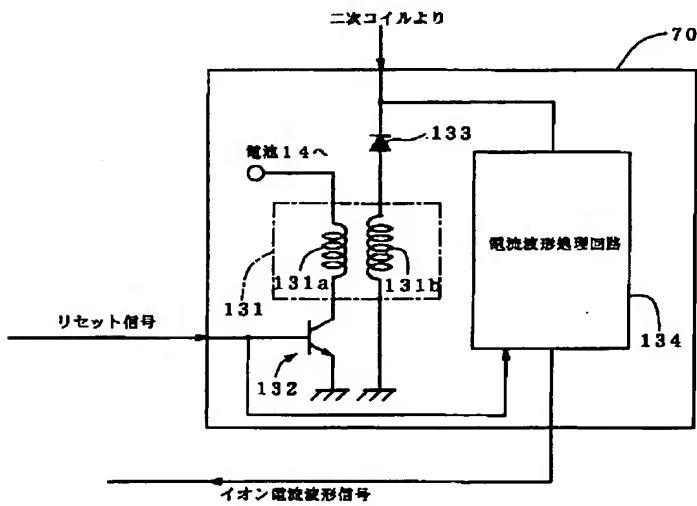 二次コイルより
70
133
電池14へ
電流波形処理回路
131a
131b
131
リセット信号
134
132
イオン電流波形信号